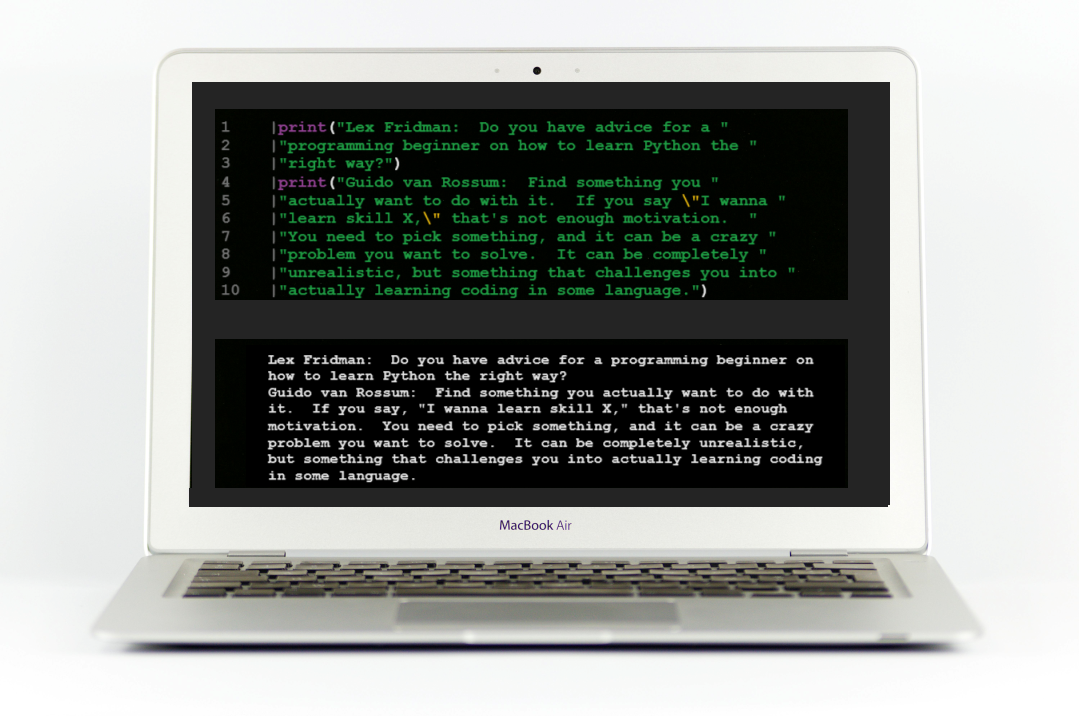 1 |print("Lex Fridman:  Do you have advice for a "
2 |"programming beginner on how to learn Python the "
3 |"right way?")
4 |print("Guido van Rossum:  Find something you "
5 |"actually want to do with it.  If you say \"I wanna "
6 |"learn skill X,\" that's not enough motivation.  "
7 |"You need to pick something, and it can be a crazy "
8 |"problem you want to solve.  It can be completely "
9 |"unrealistic, but something that challenges you into "
10 |"actually learning coding in some language.")
Lex Fridman:  Do you have advice for a programming beginner on
how to learn Python the right way?
Guido van Rossum:  Find something you actually want to do with
it.  If you say, "I wanna learn skill X," that's not enough
motivation.  You need to pick something, and it can be a crazy
problem you want to solve.  It can be completely unrealistic,
but something that challenges you into actually learning coding
in some language.
MacBook Air